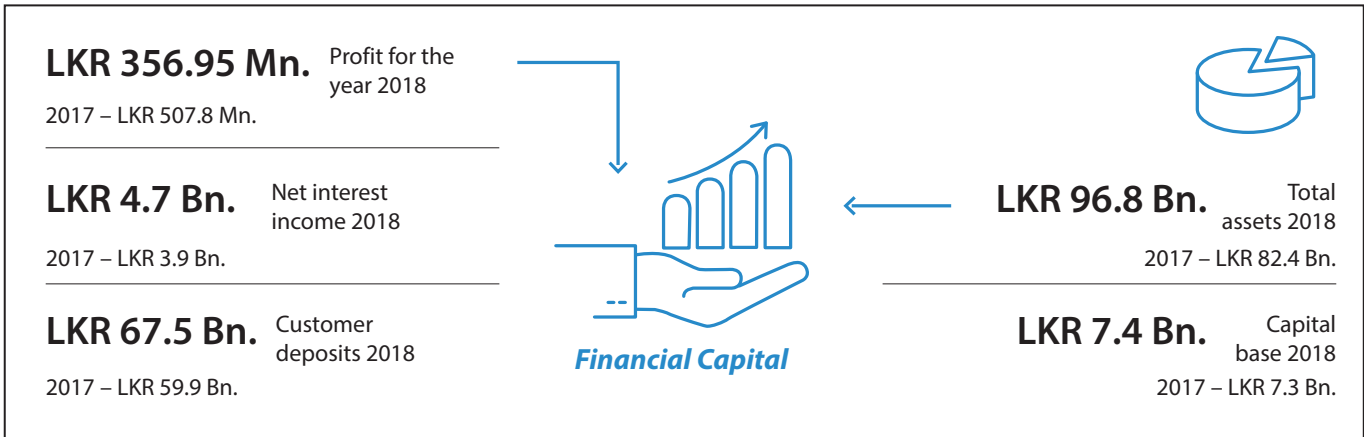 LKR 356.95 Mn. Profit for the
year 2018
2017 – LKR 507.8 Mn.
LKR 4.7 Bn. Net interest
income 2018
2017 – LKR 3.9 Bn.
LKR 67.5 Bn. Customer
deposits 2018
2017 – LKR 59.9 Bn.
Financial Capital
LKR 96.8 Bn. Total
assets 2018
2017 – LKR 82.4 Bn.
LKR 7.4 Bn. Capital
base 2018
2017 – LKR 7.3 Bn.